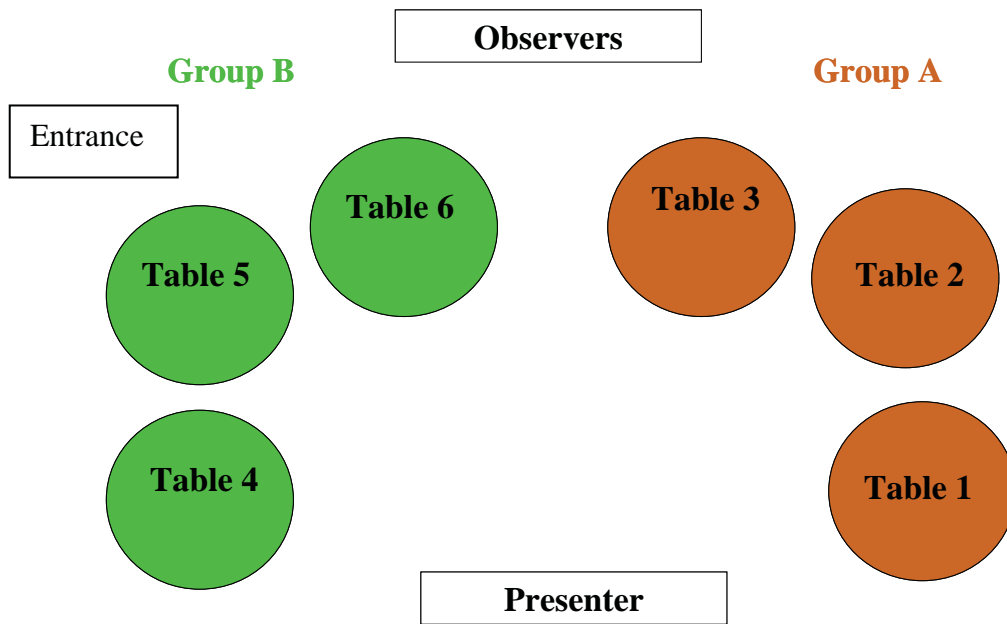 Observers
Group B
Group A
Entrance
Table 6
Table 3
Table 5
Table 2
Table 4
Table 1
Presenter